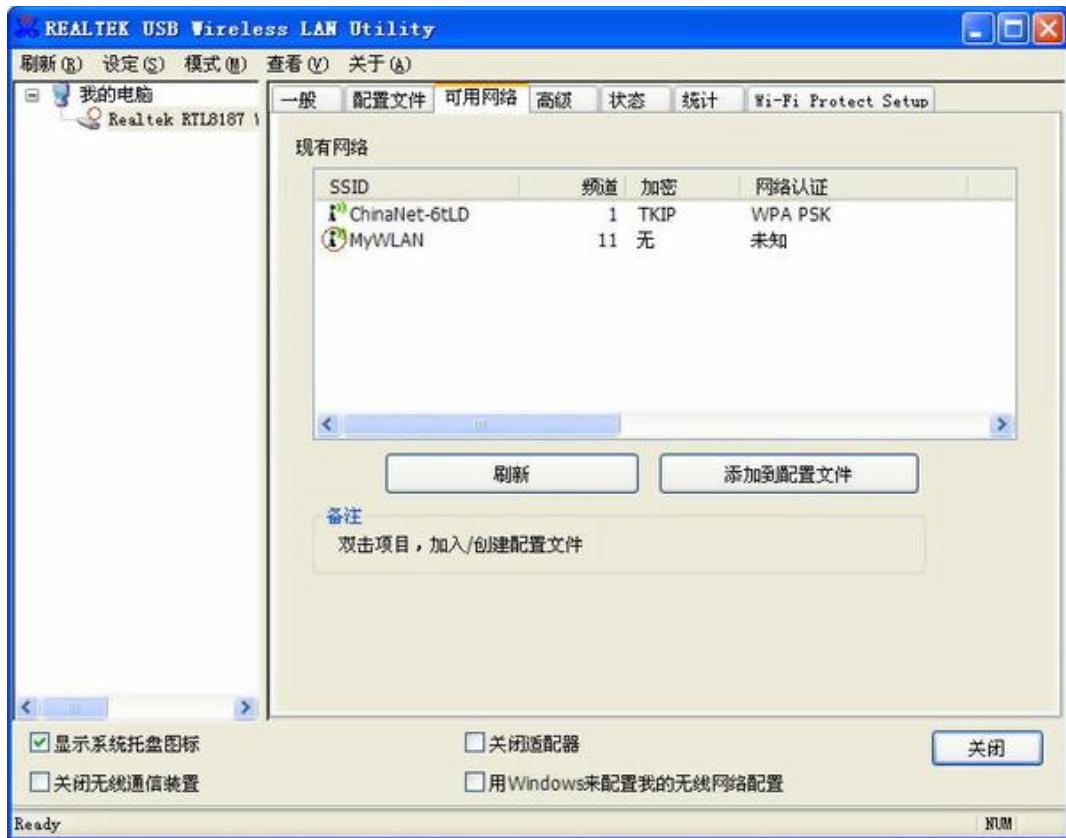 REALTEK USB Wireless LAN Utility
刷新(R) 设定(S) 模式(M) 查看(V) 关于(A)
我的电脑
Realtek RTL8187 W
一般 配置文件 可用网络 高级 状态 统计 Wi-Fi Protect Setup
现有网络
SSID 频道 加密 网络认证
ChinaNet-6tLD 1 TKIP WPA PSK
MyWLAN 11 无 未知
刷新 添加到配置文件
备注
双击项目，加入/创建配置文件
显示系统托盘图标 关闭适配器 关闭
关闭无线通信装置 用Windows来配置我的无线网络配置
Ready NUM